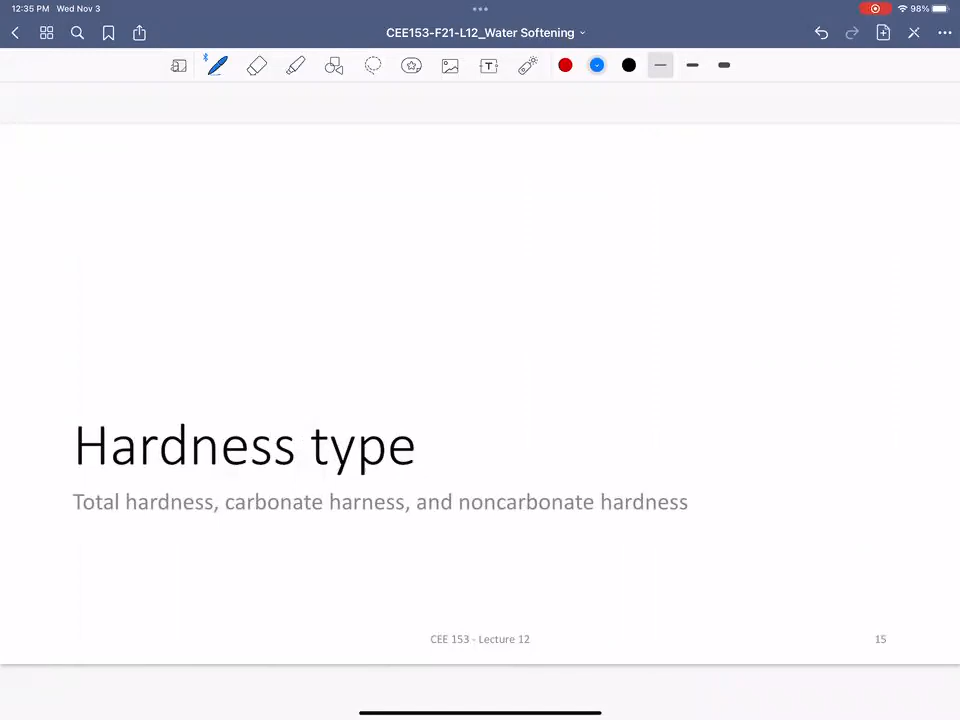 12:35 PM Wed Nov 3
98%
CEE153-F21-L12_Water Softening
T
Hardness type
Total hardness, carbonate harness, and noncarbonate hardness
CEE 153 - Lecture 12
15